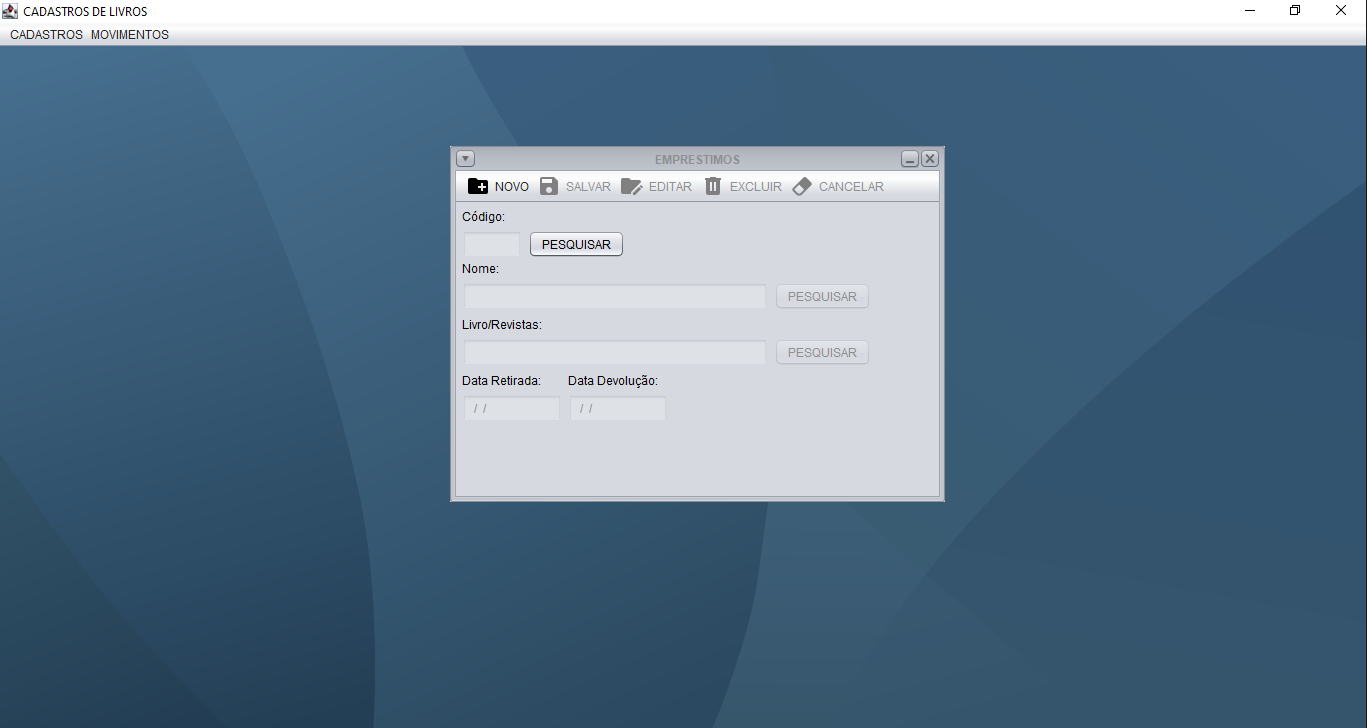 CADASTROS DE LIVROS
CADASTROS MOVIMENTOS
EMPRESTIMOS
NOVO SALVAR EDITAR EXCLUIR CANCELAR
Código:
PESQUISAR
Nome:
PESQUISAR
Livro/Revistas:
PESQUISAR
Data Retirada: Data Devolução:
/ / / /